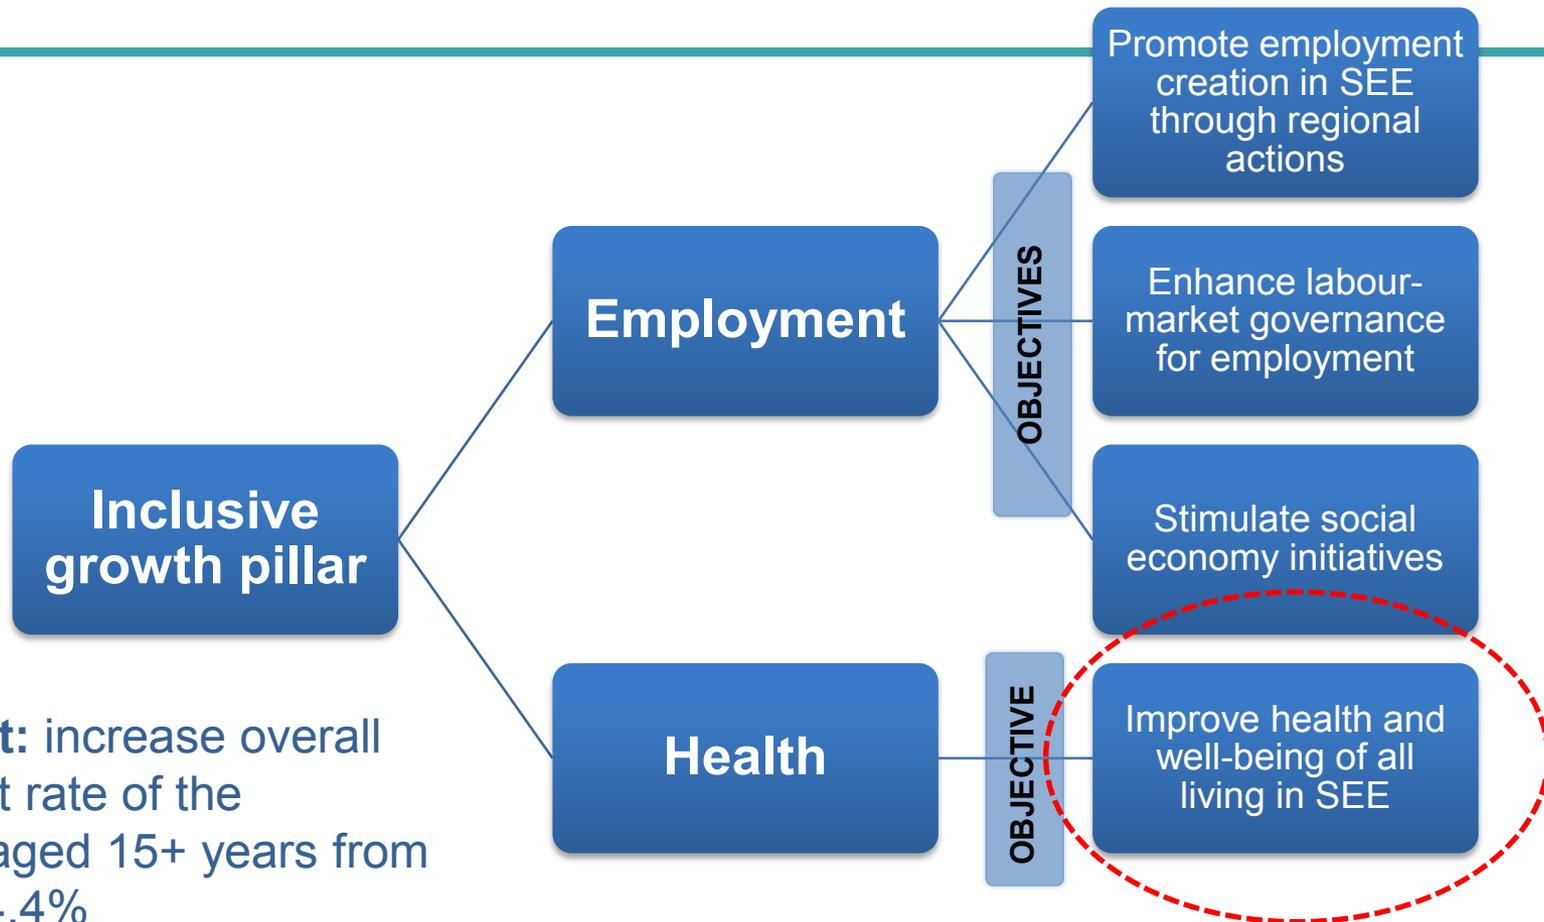 Promote employment
creation in SEE
through regional
actions
Employment
OBJECTIVES
Enhance labour-
market governance
for employment
Inclusive
growth pillar
Stimulate social
economy initiatives
Health
OBJECTIVE
Improve health and
well-being of all
living in SEE
t: increase overall
t rate of the
aged 15+ years from
.4%